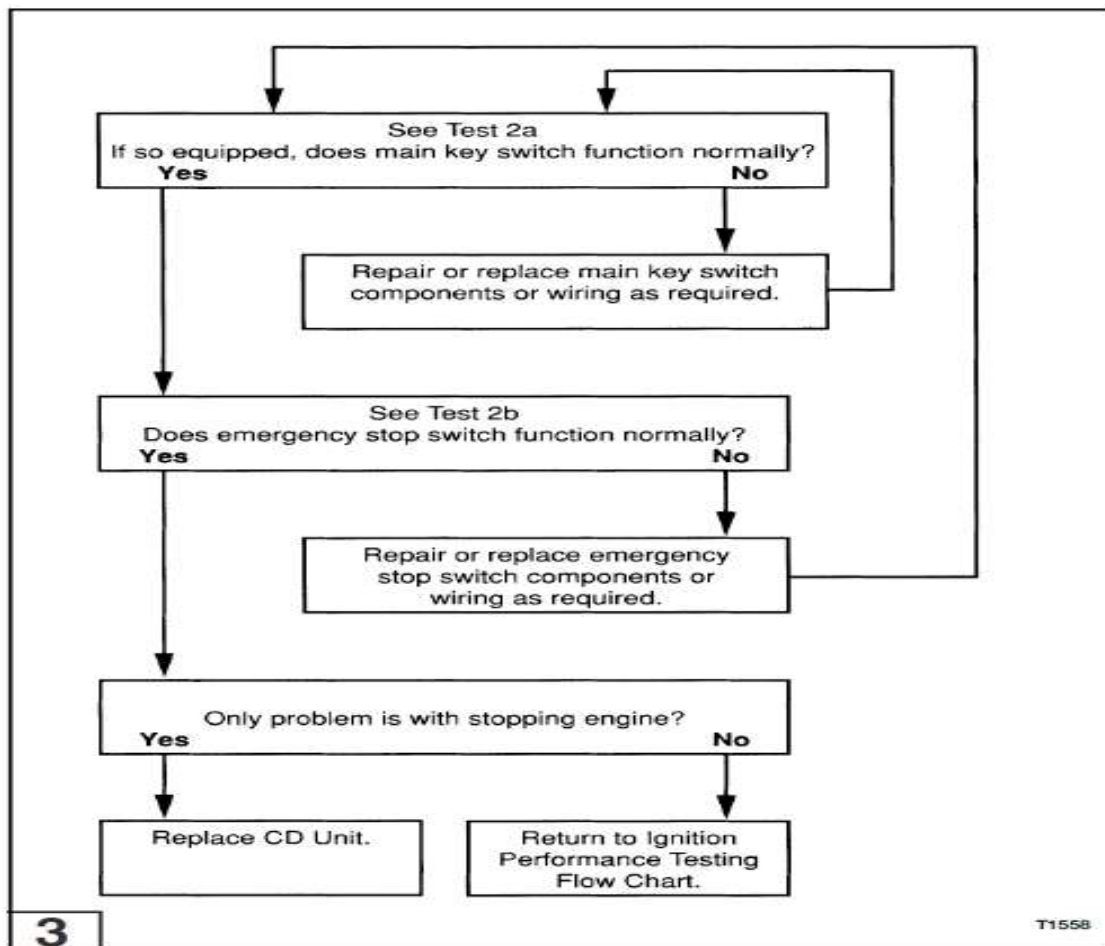 See Test 2a
If so equipped, does main key switch function normally?
Yes No
Repair or replace main key switch
components or wiring as required.
See Test 2b
Does emergency stop switch function normally?
Yes No
Repair or replace emergency
stop switch components or
wiring as required.
Only problem is with stopping engine?
Yes No
Replace CD Unit.
Return to Ignition
Performance Testing
Flow Chart.
3
T1558